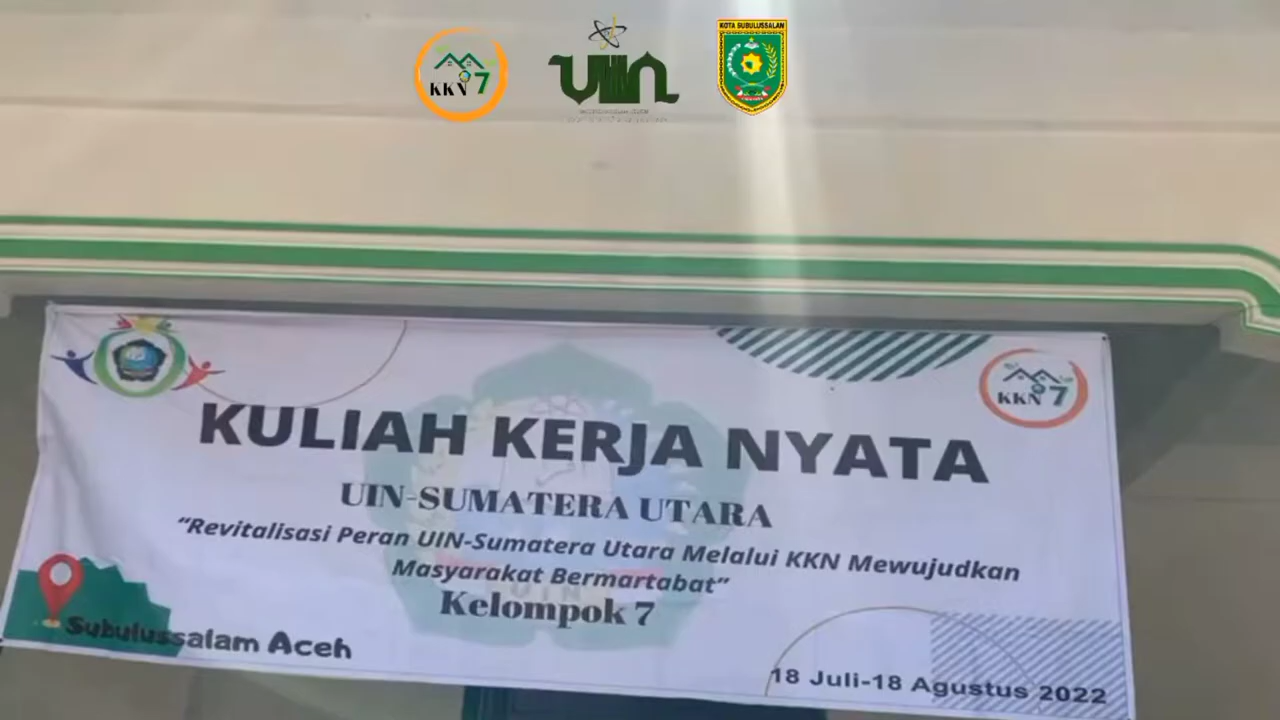 KKN 7
UIN
KOTA SUBULUSSALAM
KKN 7
KULIAH KERJA NYATA
UIN-SUMATERA UTARA
“Revitalisasi Peran UIN-Sumatera Utara Melalui KKN Mewujudkan
Masyarakat Bermartabat”
UIN
Kelompok 7
Subulussalam Aceh
18 Juli-18 Agustus 2022